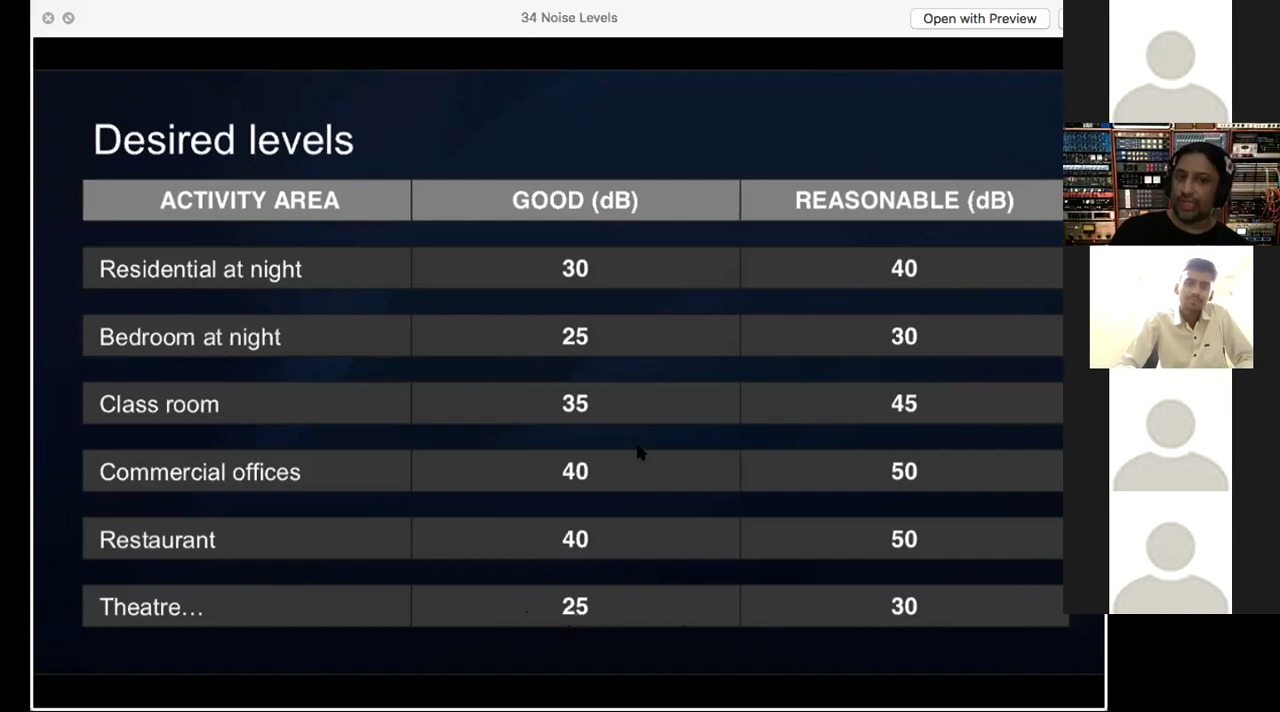 34 Noise Levels
Open with Preview
Desired levels
ACTIVITY AREA GOOD (dB) REASONABLE (dB)
Residential at night 30 40
Bedroom at night 25 30
Class room 35 45
Commercial offices 40 50
Restaurant 40 50
Theatre... 25 30